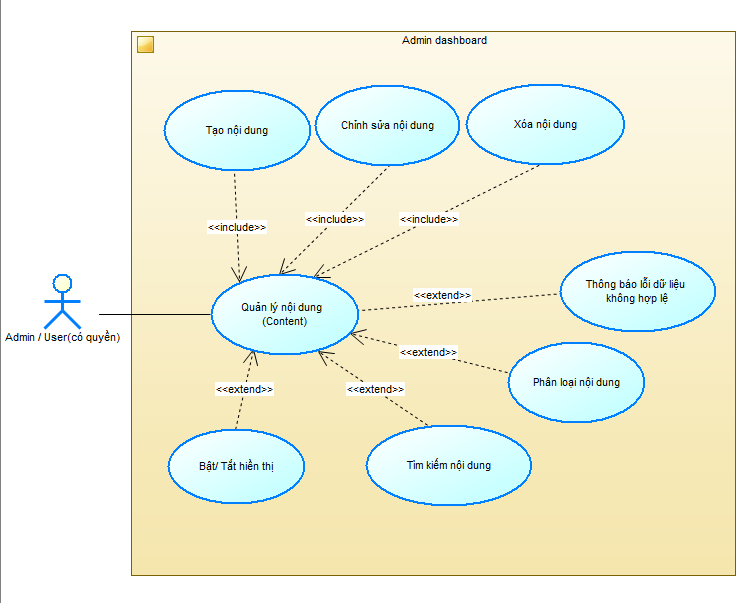 Admin dashboard
Tạo nội dung
Chỉnh sửa nội dung
Xóa nội dung
<<include>>
<<include>>
<<include>>
Thông báo lỗi dữ liệu
không hợp lệ
<<extend>>
Quản lý nội dung
(Content)
Admin / User(có quyền)
<<extend>>
Phân loại nội dung
<<extend>>
<<extend>>
Bật/ Tắt hiển thị
Tìm kiếm nội dung